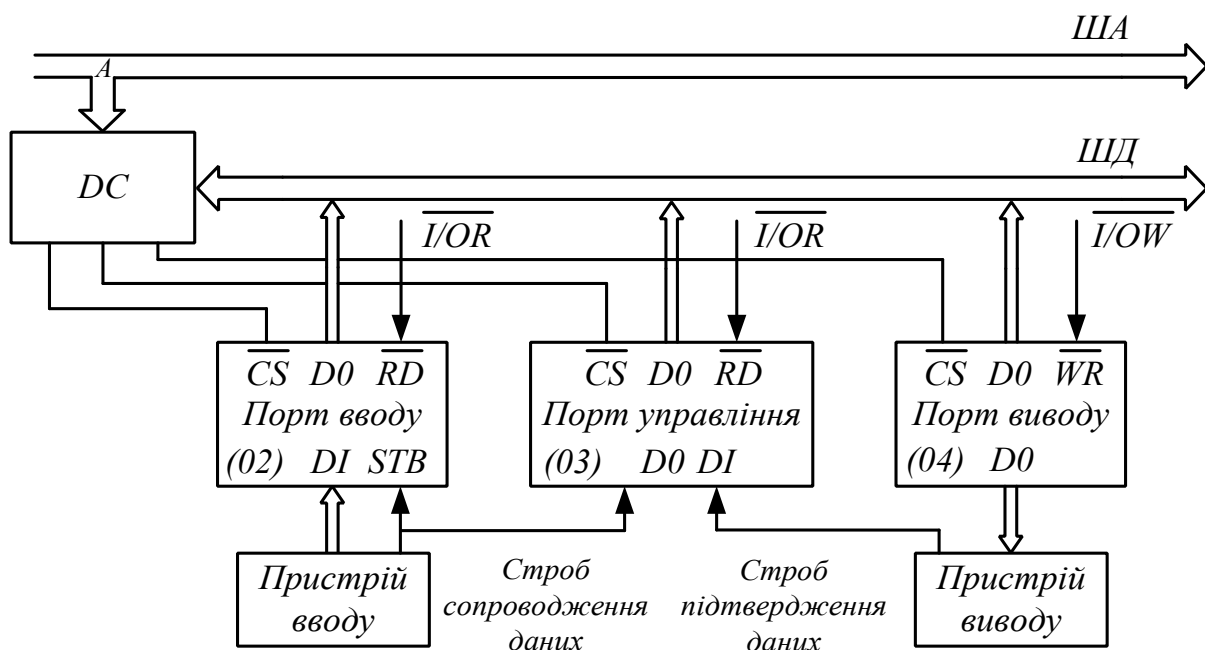 ША
A
ШД
DC
I/OR I/OR I/OW
CS D0 RD
Порт вводу
(02) DI STB
CS D0 RD
Порт управління
(03) D0 DI
CS D0 WR
Порт виводу
(04) D0
Пристрій
вводу
Строб
сопроводження
даних
Строб
підтвердження
даних
Пристрій
виводу